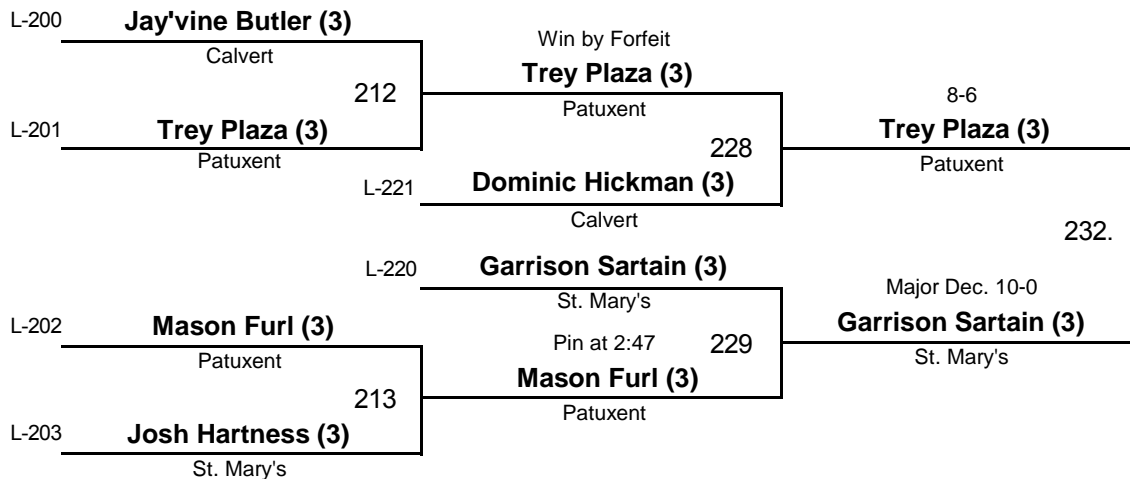 L-200
Jay'vine Butler (3)
Calvert
Win by Forfeit
212
Trey Plaza (3)
Patuxent
8-6
L-201
Trey Plaza (3)
Patuxent
228
Trey Plaza (3)
Patuxent
L-221
Dominic Hickman (3)
Calvert
232.
L-220
Garrison Sartain (3)
St. Mary's
Major Dec. 10-0
L-202
Mason Furl (3)
Patuxent
Pin at 2:47
229
Garrison Sartain (3)
St. Mary's
213
Mason Furl (3)
Patuxent
L-203
Josh Hartness (3)
St. Mary's